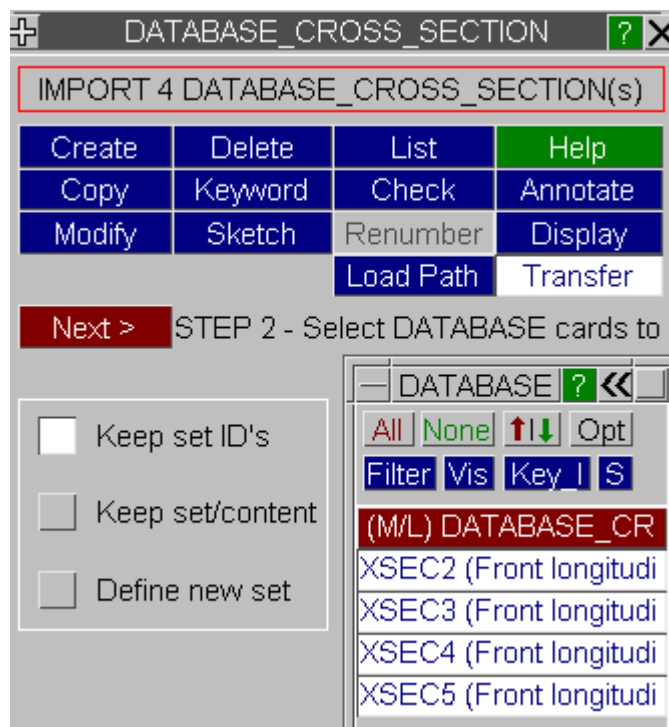 DATABASE_CROSS_SECTION ? X
IMPORT 4 DATABASE_CROSS_SECTION(s)
Create Delete List Help
Copy Keyword Check Annotate
Modify Sketch Renumber Display
Load Path Transfer
Next > STEP 2 - Select DATABASE cards to
DATABASE ?
All None Opt
Filter Vis Key_I S
Keep set ID's
Keep set/content
Define new set
(M/L) DATABASE_CR
XSEC2 (Front longitudi
XSEC3 (Front longitudi
XSEC4 (Front longitudi
XSEC5 (Front longitudi